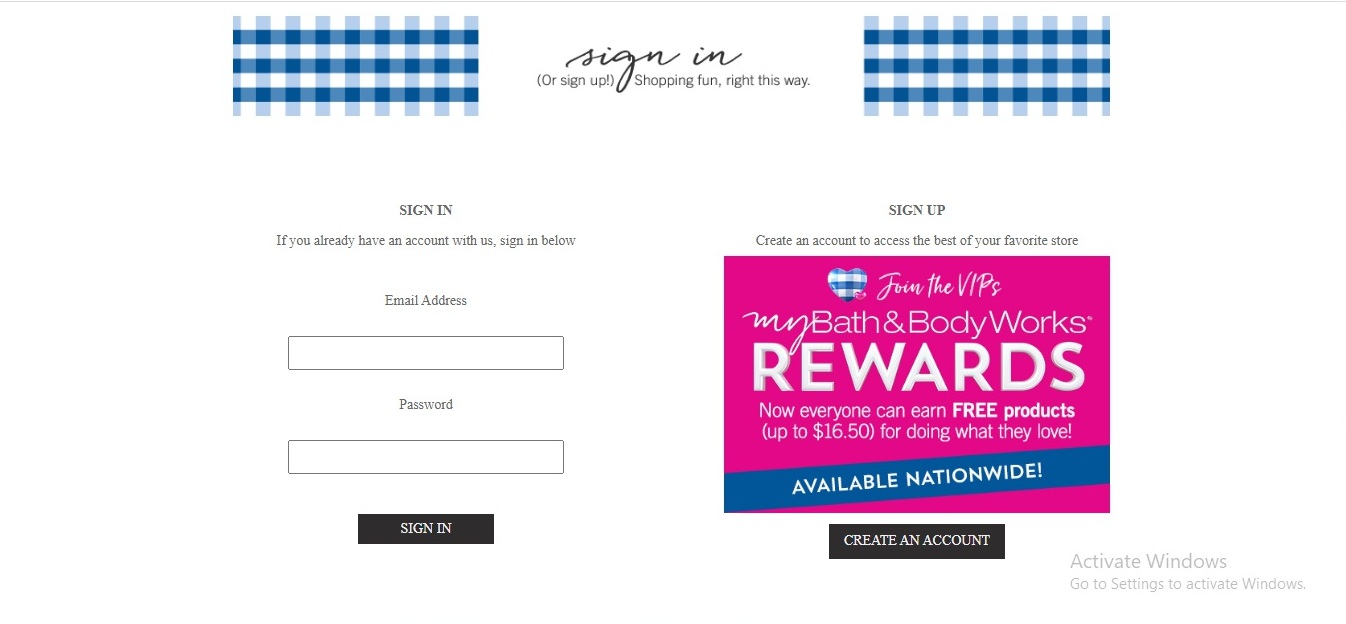 sign in
(Or sign up!) Shopping fun, right this way.
SIGN IN
If you already have an account with us, sign in below
Email Address
Password
SIGN IN
SIGN UP
Create an account to access the best of your favorite store
Join the VIPs
myBath & Body Works
REWARDS
Now everyone can earn FREE products
(up to $16.50) for doing what they love!
AVAILABLE NATIONWIDE!
CREATE AN ACCOUNT
Activate Windows
Go to Settings to activate Windows.